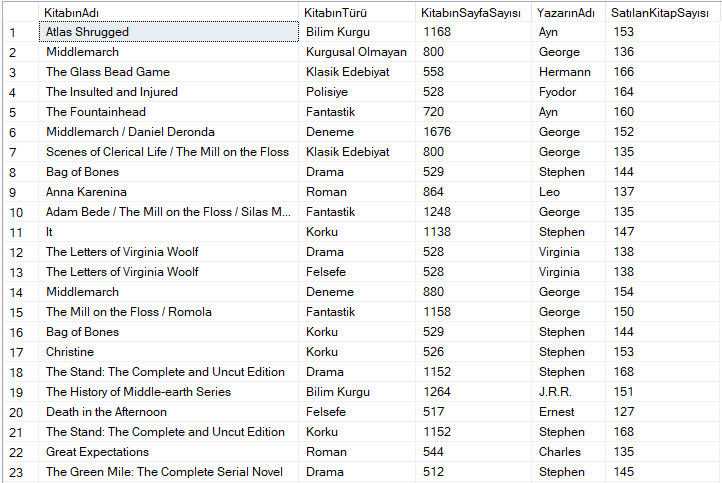 KitabınAdı KitabınTürü KitabınSayfaSayısı YazarınAdı SatılanKitapSayısı
1 Atlas Shrugged Bilim Kurgu 1168 Ayn 153
2 Middlemarch Kurgusal Olmayan 800 George 136
3 The Glass Bead Game Klasik Edebiyat 558 Hermann 166
4 The Insulted and Injured Polisiye 528 Fyodor 164
5 The Fountainhead Fantastik 720 Ayn 160
6 Middlemarch / Daniel Deronda Deneme 1676 George 152
7 Scenes of Clerical Life / The Mill on the Floss Klasik Edebiyat 800 George 135
8 Bag of Bones Drama 529 Stephen 144
9 Anna Karenina Roman 864 Leo 137
10 Adam Bede / The Mill on the Floss / Silas M... Fantastik 1248 George 135
11 It Korku 1138 Stephen 147
12 The Letters of Virginia Woolf Drama 528 Virginia 138
13 The Letters of Virginia Woolf Felsefe 528 Virginia 138
14 Middlemarch Deneme 880 George 154
15 The Mill on the Floss / Romola Fantastik 1158 George 150
16 Bag of Bones Korku 529 Stephen 144
17 Christine Korku 526 Stephen 153
18 The Stand: The Complete and Uncut Edition Drama 1152 Stephen 168
19 The History of Middle-earth Series Bilim Kurgu 1264 J.R.R. 151
20 Death in the Afternoon Felsefe 517 Ernest 127
21 The Stand: The Complete and Uncut Edition Korku 1152 Stephen 168
22 Great Expectations Roman 544 Charles 135
23 The Green Mile: The Complete Serial Novel Drama 512 Stephen 145